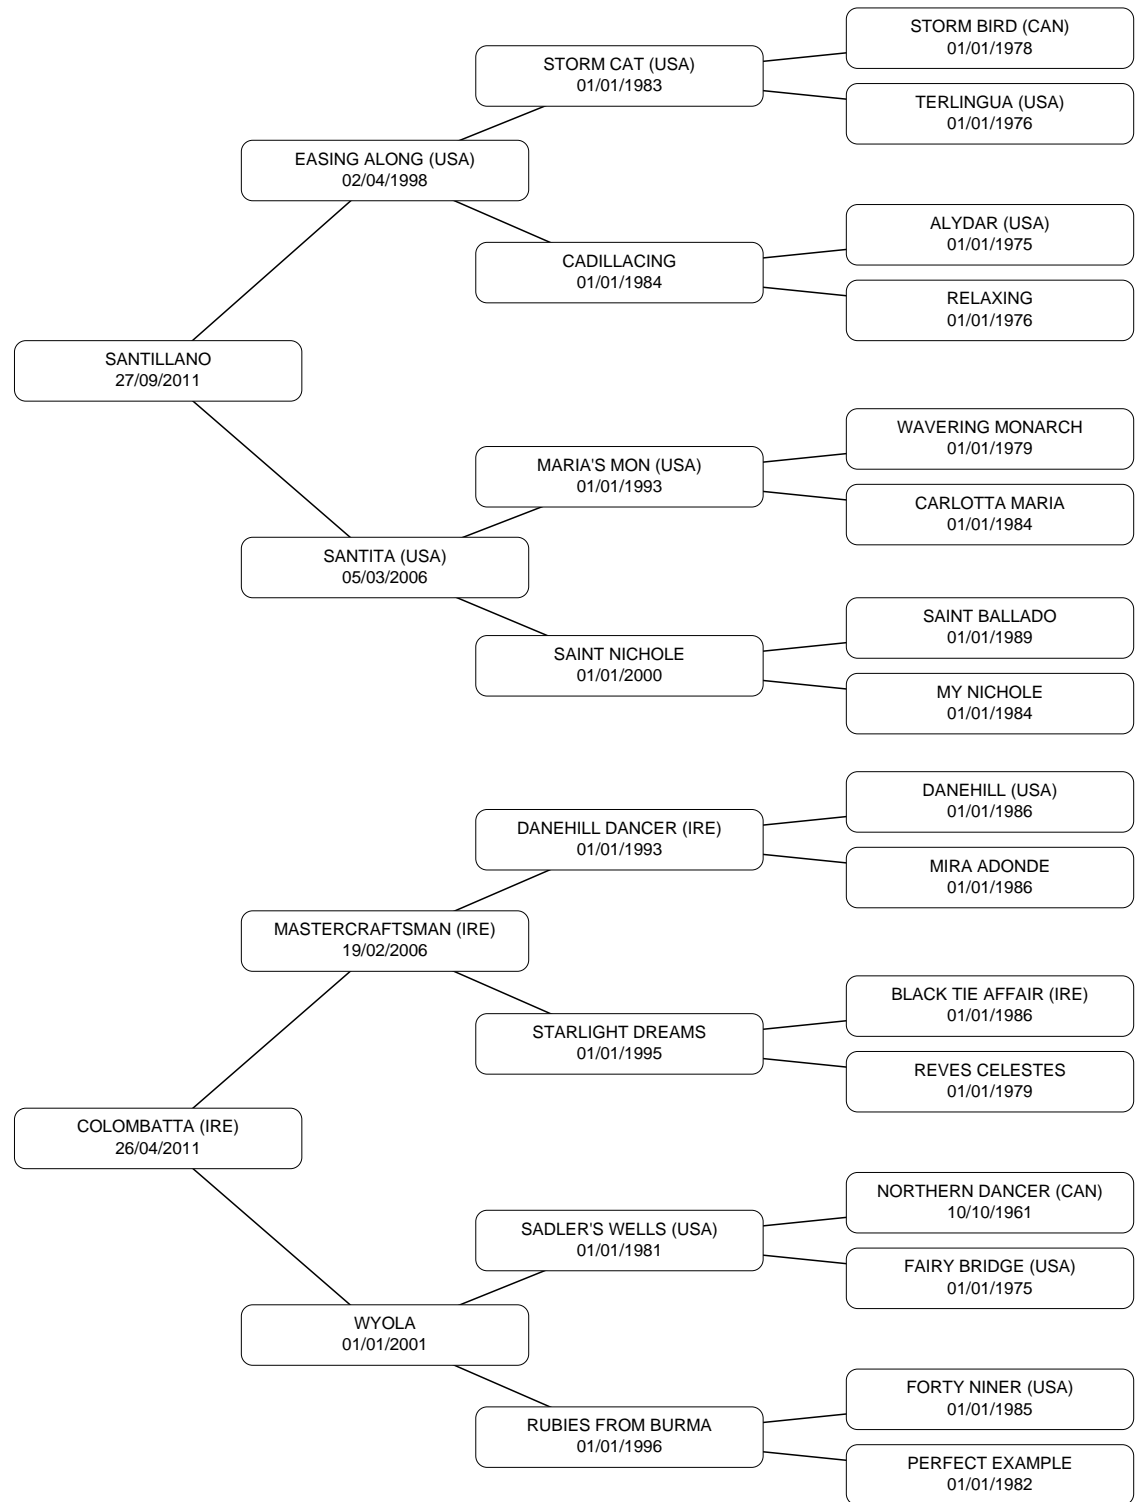 STORM BIRD (CAN)
01/01/1978
STORM CAT (USA)
01/01/1983
TERLINGUA (USA)
01/01/1976
EASING ALONG (USA)
02/04/1998
ALYDAR (USA)
01/01/1975
CADILLACING
01/01/1984
RELAXING
01/01/1976
SANTILLANO
27/09/2011
WAVERING MONARCH
01/01/1979
MARIA'S MON (USA)
01/01/1993
CARLOTTA MARIA
01/01/1984
SANTITA (USA)
05/03/2006
SAINT BALLADO
01/01/1989
SAINT NICHOLE
01/01/2000
MY NICHOLE
01/01/1984
DANEHILL (USA)
01/01/1986
DANEHILL DANCER (IRE)
01/01/1993
MIRA ADONDE
01/01/1986
MASTERCRAFTSMAN (IRE)
19/02/2006
BLACK TIE AFFAIR (IRE)
01/01/1986
STARLIGHT DREAMS
01/01/1995
REVES CELESTES
01/01/1979
COLOMBATTA (IRE)
26/04/2011
NORTHERN DANCER (CAN)
10/10/1961
SADLER'S WELLS (USA)
01/01/1981
FAIRY BRIDGE (USA)
01/01/1975
WYOLA
01/01/2001
FORTY NINER (USA)
01/01/1985
RUBIES FROM BURMA
01/01/1996
PERFECT EXAMPLE
01/01/1982